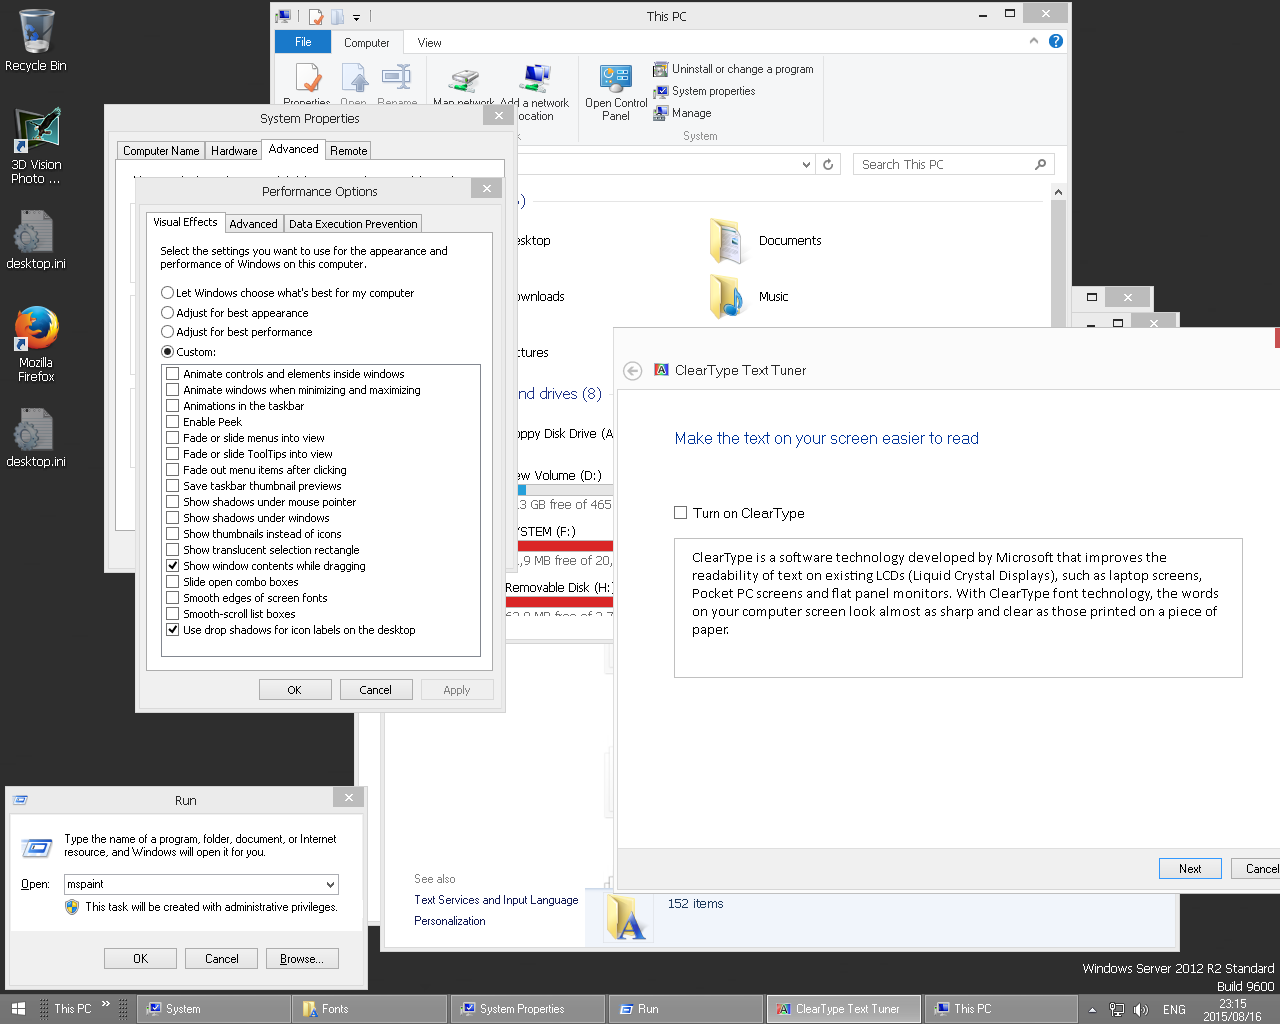 Recycle Bin
3D Vision
Photo ...
desktop.ini
Mozilla
Firefox
desktop.ini
This PC
File
Computer
View
Properties
Open
Rename
Map network
Add a network
location
Open Control
Panel
Uninstall or change a program
System properties
Manage
System
Search This PC
Documents
Music
and drives (8)
Floppy Disk Drive (A
New Volume (D:)
SYSTEM (F:)
Removable Disk (H:)
System Properties
Computer Name
Hardware
Advanced
Remote
Performance Options
Visual Effects
Advanced
Data Execution Prevention
Select the settings you want to use for the appearance and
performance of Windows on this computer.
Let Windows choose what's best for my computer
Adjust for best appearance
Adjust for best performance
Custom:
Animate controls and elements inside windows
Animate windows when minimizing and maximizing
Animations in the taskbar
Enable Peek
Fade or slide menus into view
Fade or slide ToolTips into view
Fade out menu items after clicking
Save taskbar thumbnail previews
Show shadows under mouse pointer
Show shadows under windows
Show thumbnails instead of icons
Show translucent selection rectangle
Show window contents while dragging
Slide open combo boxes
Smooth edges of screen fonts
Smooth-scroll list boxes
Use drop shadows for icon labels on the desktop
OK
Cancel
Apply
ClearType Text Tuner
Make the text on your screen easier to read
Turn on ClearType
ClearType is a software technology developed by Microsoft that improves the
readability of text on existing LCDs (Liquid Crystal Displays), such as laptop screens,
Pocket PC screens and flat panel monitors. With ClearType font technology, the words
on your computer screen look almost as sharp and clear as those printed on a piece of
paper.
Next
Cancel
See also
Text Services and Input Language
Personalization
152 items
Run
Type the name of a program, folder, document, or Internet
resource, and Windows will open it for you.
Open:
mspaint
This task will be created with administrative privileges.
OK
Cancel
Browse...
Windows Server 2012 R2 Standard
Build 9600
This PC
System
Fonts
System Properties
Run
ClearType Text Tuner
This PC
ENG
23:15
2015/08/16